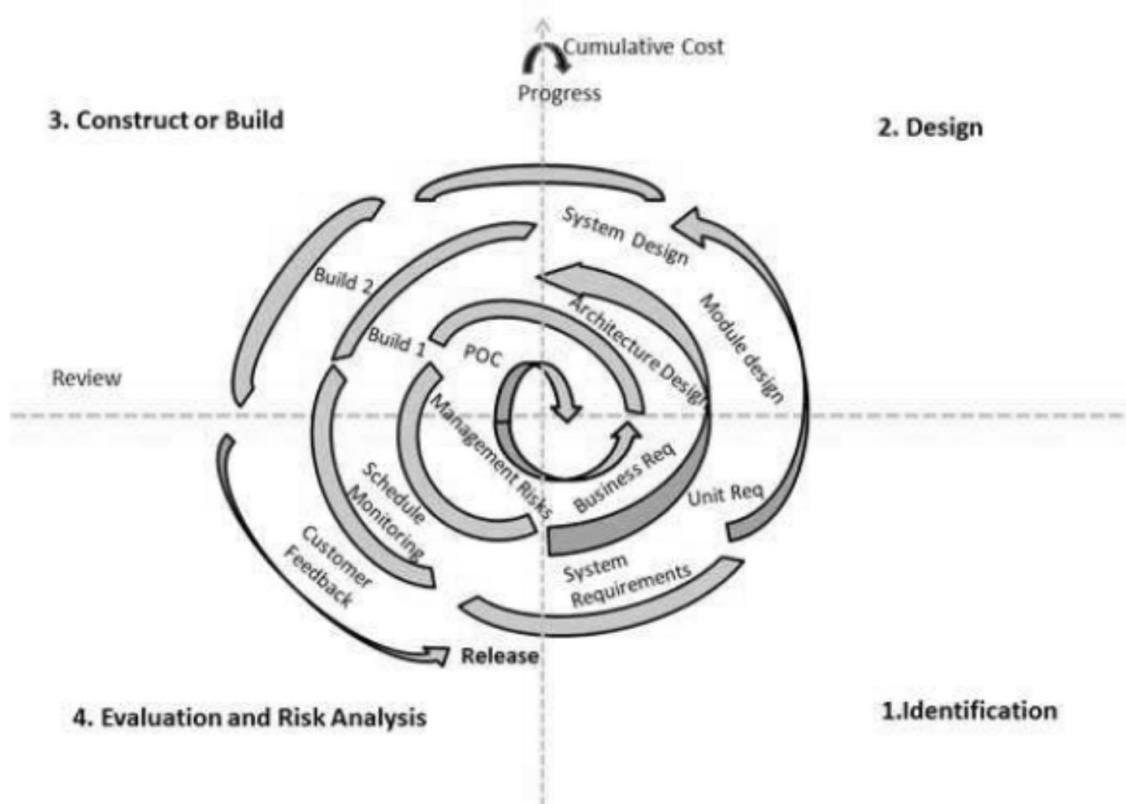 Cumulative Cost
Progress
3. Construct or Build
2. Design
System Design
Build 2
Module design
Architecture Design
Build 1
POC
Review
Management Risks
Business Req
Unit Req
Schedule
Monitoring
Customer
Feedback
System
Requirements
Release
4. Evaluation and Risk Analysis
1.Identification